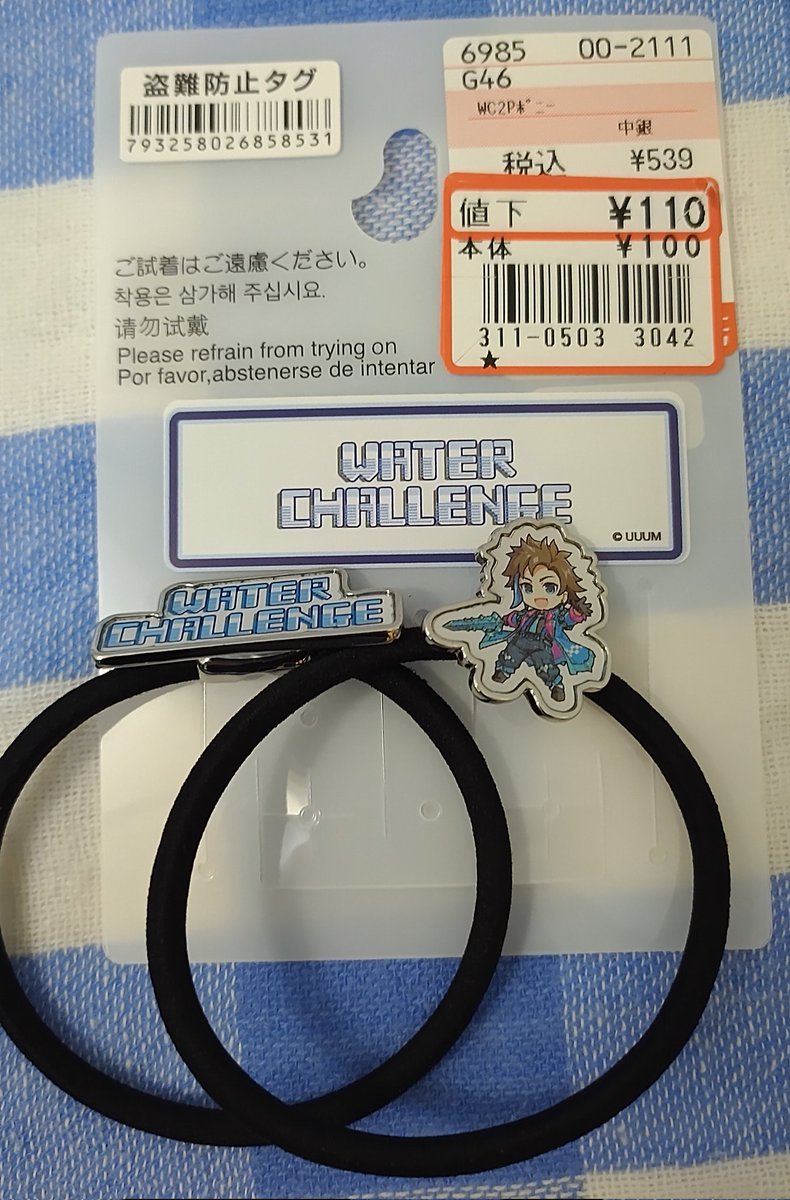 盗難防止タグ
793258026858531
6985 00-2111
G46
WC2Pポニー
中銀
税込 ¥539
値下 ¥110
本体 ¥100
311-0503 3042
★
ご試着はご遠慮ください。
착용은 삼가해 주십시요.
请勿试戴
Please refrain from trying on
Por favor,abstenerse de intentar
WATER
CHALLENGE
© UUUM
WATER
CHALLENGE